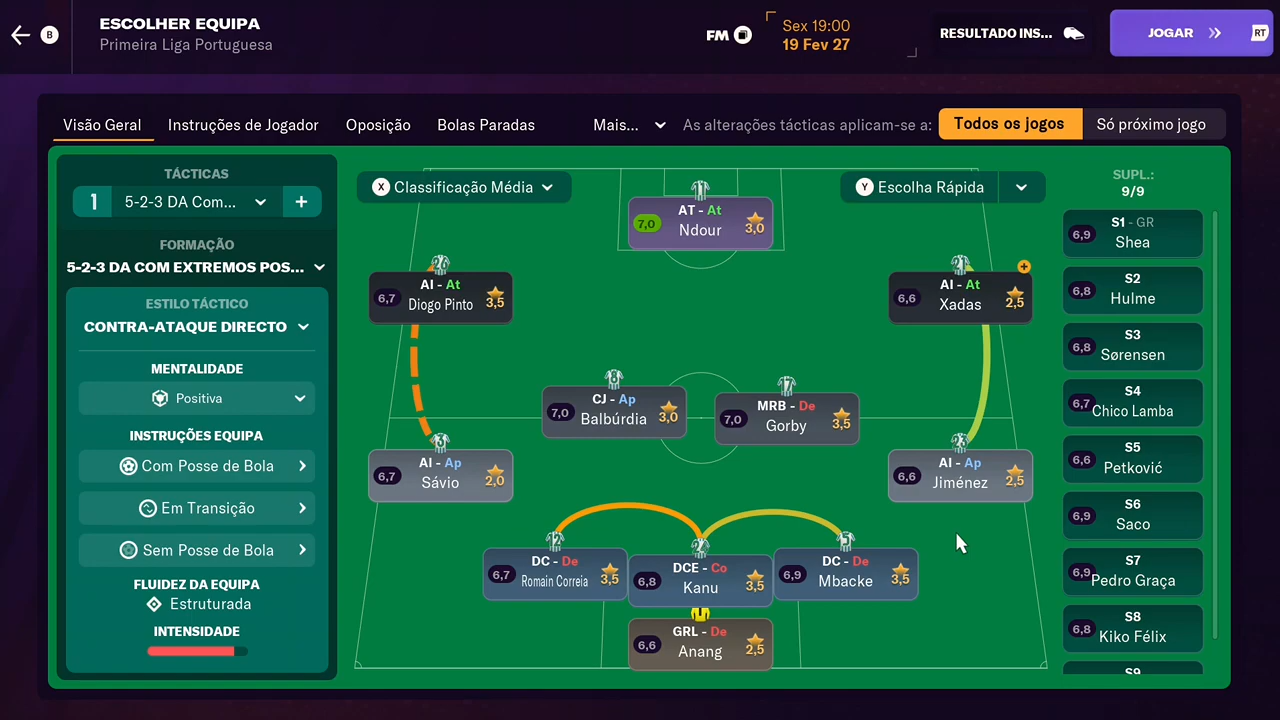 B
ESCOLHER EQUIPA
Primeira Liga Portuguesa
FM
Sex 19:00
19 Fev 27
RESULTADO INS...
JOGAR
RT
Visão Geral
Instruções de Jogador
Oposição
Bolas Paradas
Mais...
As alterações tácticas aplicam-se a:
Todos os jogos
Só próximo jogo
TÁCTICAS
1
5-2-3 DA Com...
+
FORMAÇÃO
5-2-3 DA COM EXTREMOS POS...
ESTILO TÁCTICO
CONTRA-ATAQUE DIRECTO
MENTALIDADE
Positiva
INSTRUÇÕES EQUIPA
Com Posse de Bola
Em Transição
Sem Posse de Bola
FLUIDEZ DA EQUIPA
Estruturada
INTENSIDADE
X Classificação Média
Y Escolha Rápida
AT - At
7,0 Ndour 3,0
AI - At
6,7 Diogo Pinto 3,5
AI - At
6,6 Xadas 2,5
CJ - Ap
7,0 Balbúrdia 3,0
MRB - De
7,0 Gorby 3,5
AI - Ap
6,7 Sávio 2,0
AI - Ap
6,6 Jiménez 2,5
DC - De
6,7 Romain Correia 3,5
DCE - Co
6,8 Kanu 3,5
DC - De
6,9 Mbacke 3,5
GRL - De
6,6 Anang 2,5
SUPL.:
9/9
S1 - GR
6,9 Shea
S2
6,8 Hulme
S3
6,8 Sørensen
S4
6,7 Chico Lamba
S5
6,6 Petković
S6
6,9 Saco
S7
6,9 Pedro Graça
S8
6,8 Kiko Félix
S9